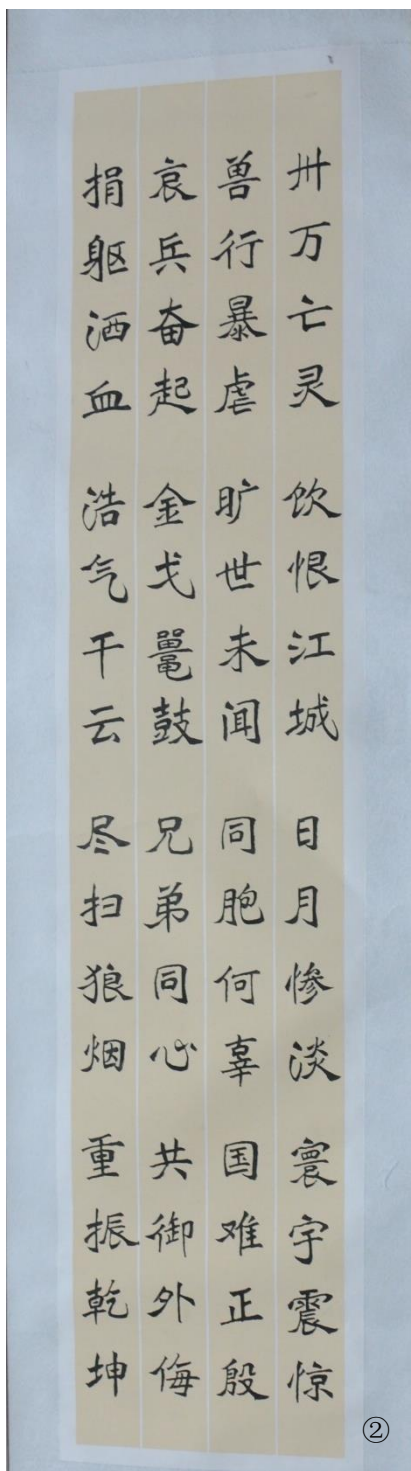 卅万亡灵 饮恨江城 日月惨淡 寰宇震惊
兽行暴虐 旷世未闻 同胞何辜 国难正殷
哀兵奋起 金戈鼍鼓 兄弟同心 共御外侮
捐躯洒血 浩气干云 尽扫狼烟 重振乾坤
②